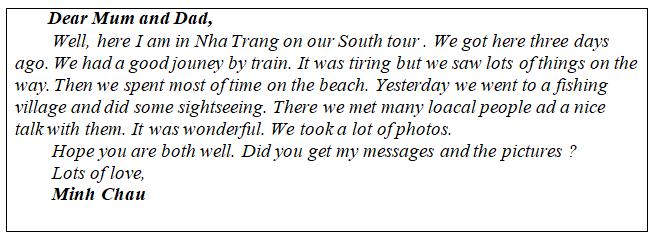 Dear Mum and Dad,
Well, here I am in Nha Trang on our South tour . We got here three days
ago. We had a good jouney by train. It was tiring but we saw lots of things on the
way. Then we spent most of time on the beach. Yesterday we went to a fishing
village and did some sightseeing. There we met many loacal people ad a nice
talk with them. It was wonderful. We took a lot of photos.
Hope you are both well. Did you get my messages and the pictures ?
Lots of love,
Minh Chau